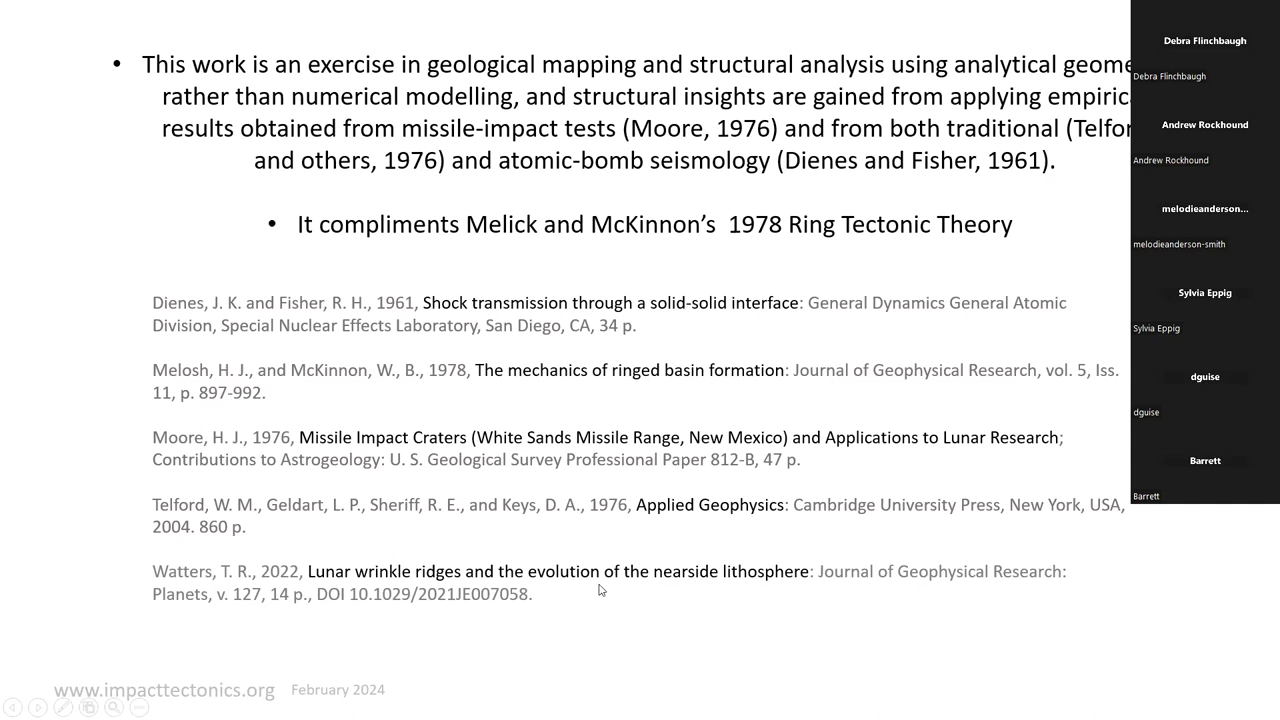 • This work is an exercise in geological mapping and structural analysis using analytical
rather than numerical modelling, and structural insights are gained from applying
results obtained from missile-impact tests (Moore, 1976) and from both traditional
and others, 1976) and atomic-bomb seismology (Dienes and Fisher, 1961).
• It compliments Melick and McKinnon's  1978 Ring Tectonic Theory
Dienes, J. K. and Fisher, R. H., 1961, Shock transmission through a solid-solid interface: General Dynamics General Atomic
Division, Special Nuclear Effects Laboratory, San Diego, CA, 34 p.
Melosh, H. J., and McKinnon, W., B., 1978, The mechanics of ringed basin formation: Journal of Geophysical Research, vol. 5, Iss.
11, p. 897-992.
Moore, H. J., 1976, Missile Impact Craters (White Sands Missile Range, New Mexico) and Applications to Lunar Research;
Contributions to Astrogeology: U. S. Geological Survey Professional Paper 812-B, 47 p.
Telford, W. M., Geldart, L. P., Sheriff, R. E., and Keys, D. A., 1976, Applied Geophysics: Cambridge University Press, New York, USA,
2004. 860 p.
Watters, T. R., 2022, Lunar wrinkle ridges and the evolution of the nearside lithosphere: Journal of Geophysical Research:
Planets, v. 127, 14 p., DOI 10.1029/2021JE007058.
www.impacttectonics.org February 2024
Debra Flinchbaugh
Debra Flinchbaugh
Andrew Rockhound
Andrew Rockhound
melodieanderson...
melodieanderson-smith
Sylvia Eppig
Sylvia Eppig
dguise
dguise
Barrett
Barrett